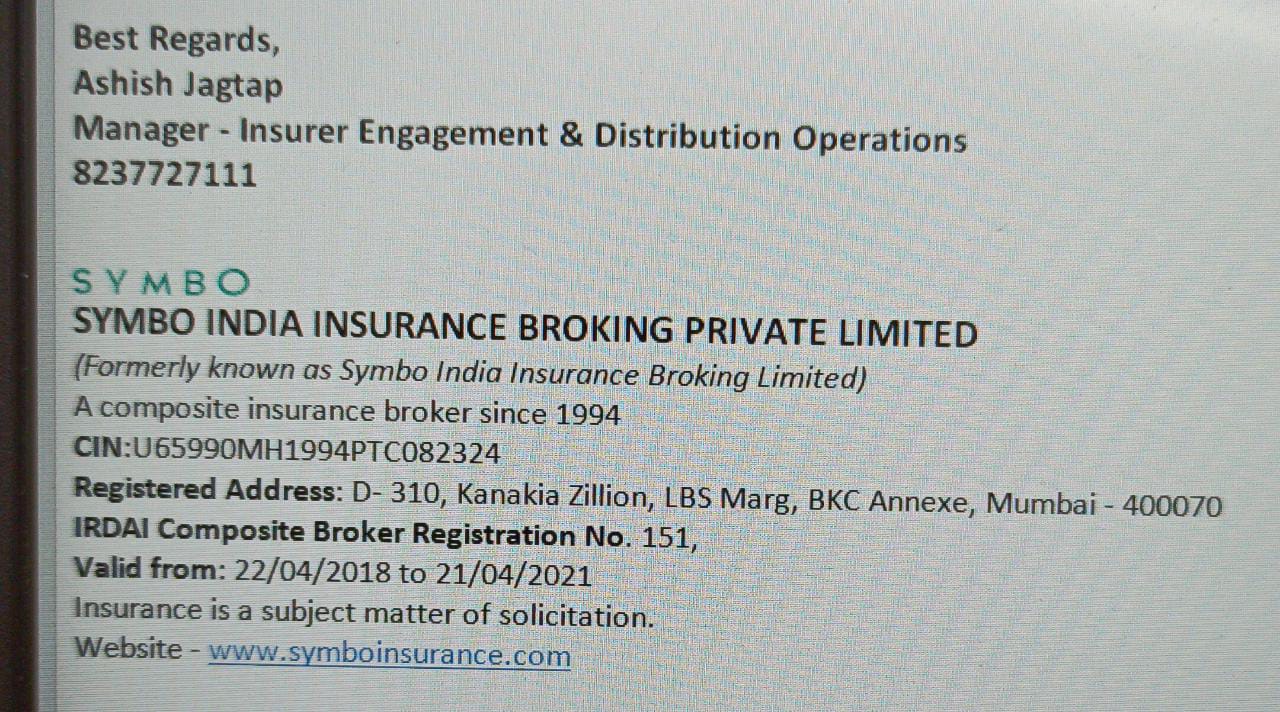 Best Regards,
Ashish Jagtap
Manager - Insurer Engagement & Distribution Operations
8237727111
SYMBO
SYMBO INDIA INSURANCE BROKING PRIVATE LIMITED
(Formerly known as Symbo India Insurance Broking Limited)
A composite insurance broker since 1994
CIN:U65990MH1994PTC082324
Registered Address: D- 310, Kanakia Zillion, LBS Marg, BKC Annexe, Mumbai - 400070
IRDAI Composite Broker Registration No. 151,
Valid from: 22/04/2018 to 21/04/2021
Insurance is a subject matter of solicitation.
Website - www.symboinsurance.com